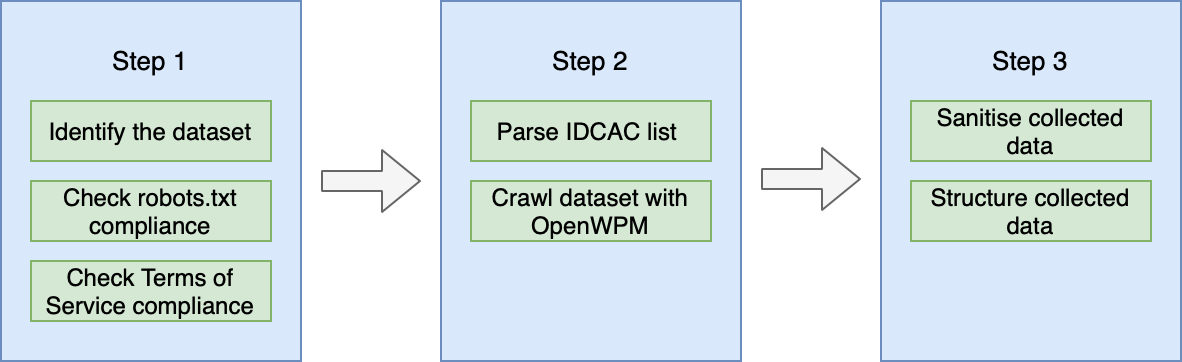 Step 1
Identify the dataset
Check robots.txt
compliance
Check Terms of
Service compliance
Step 2
Parse IDCAC list
Crawl dataset with
OpenWPM
Step 3
Sanitise collected
data
Structure collected
data